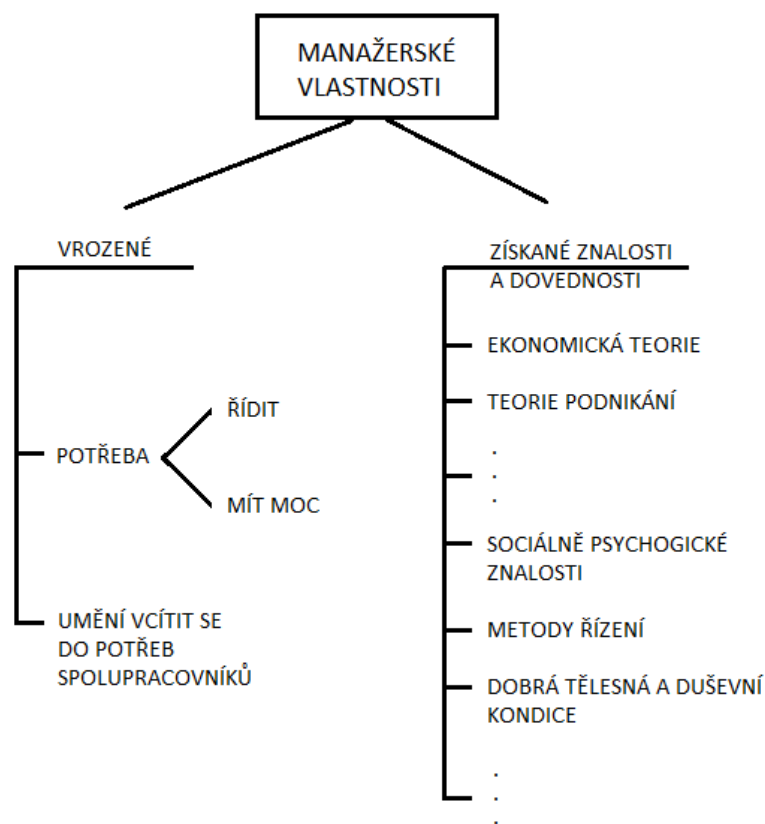 MANAŽERSKÉ
VLASTNOSTI
VROZENÉ
POTŘEBA
ŘÍDIT
MÍT MOC
UMĚNÍ VCÍTIT SE
DO POTŘEB
SPOLUPRACOVNÍKŮ
ZÍSKANÉ ZNALOSTI
A DOVEDNOSTI
EKONOMICKÁ TEORIE
TEORIE PODNIKÁNÍ
.
.
.
SOCIÁLNĚ PSYCHOGICKÉ
ZNALOSTI
METODY ŘÍZENÍ
DOBRÁ TĚLESNÁ A DUŠEVNÍ
KONDICE
.
.
.